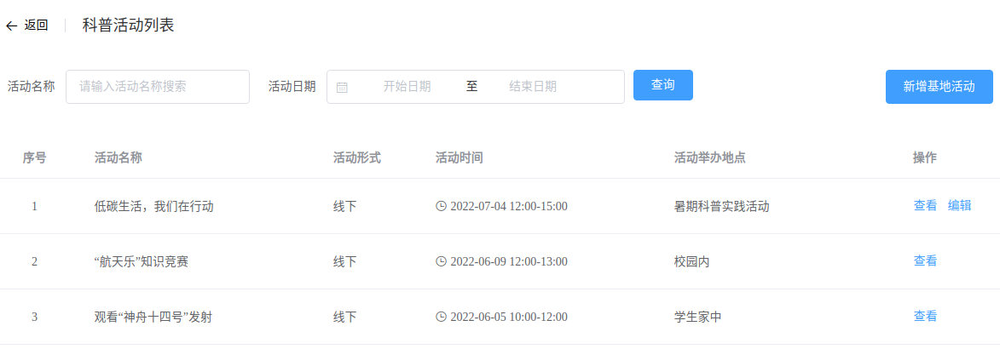 返回 科普活动列表
活动名称 请输入活动名称搜索 活动日期 开始日期 至 结束日期 查询 新增基地活动
序号 活动名称 活动形式 活动时间 活动举办地点 操作
1 低碳生活，我们在行动 线下 2022-07-04 12:00-15:00 暑期科普实践活动 查看 编辑
2 “航天乐”知识竞赛 线下 2022-06-09 12:00-13:00 校园内 查看
3 观看“神舟十四号”发射 线下 2022-06-05 10:00-12:00 学生家中 查看